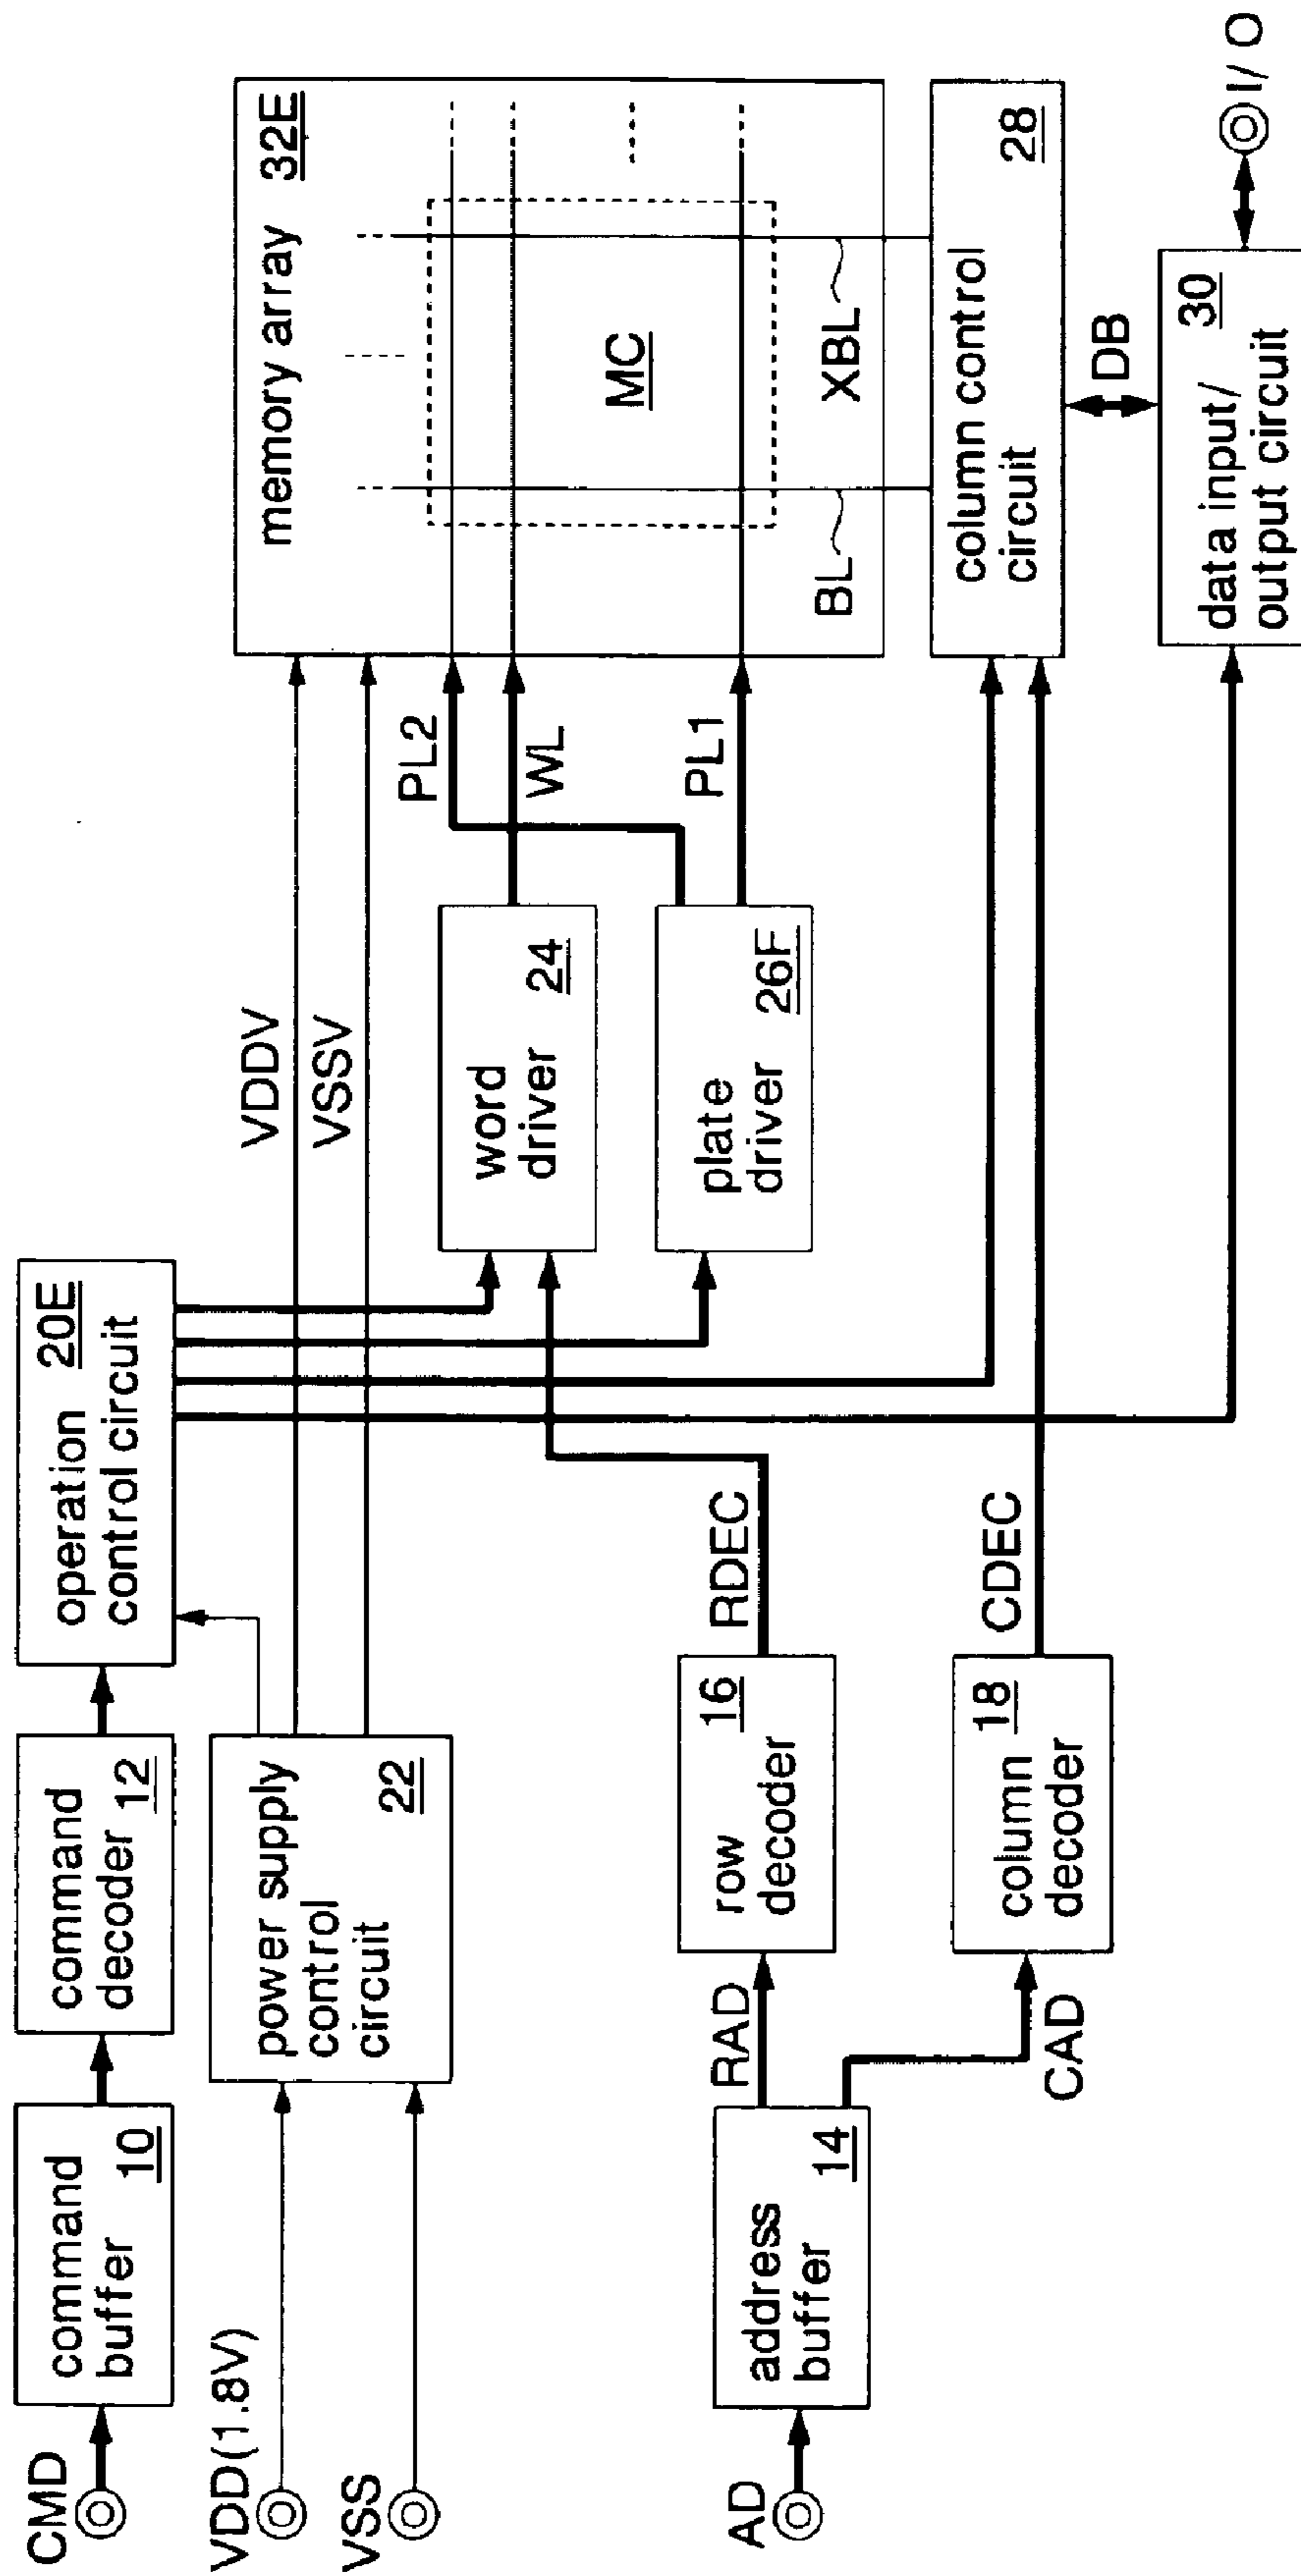 CMD
command
buffer 10
command
decoder 12
operation 20E
control circuit
VDD(1.8V)
VSS
power supply
control
circuit 22
VDDV
VSSV
memory array 32E
PL2
WL
PL1
MC
BL
XBL
word
driver 24
plate
driver 26F
AD
address
buffer 14
RAD
CAD
row
decoder 16
RDEC
column
decoder 18
CDEC
column control
circuit 28
DB
data input/
output circuit 30
I/O